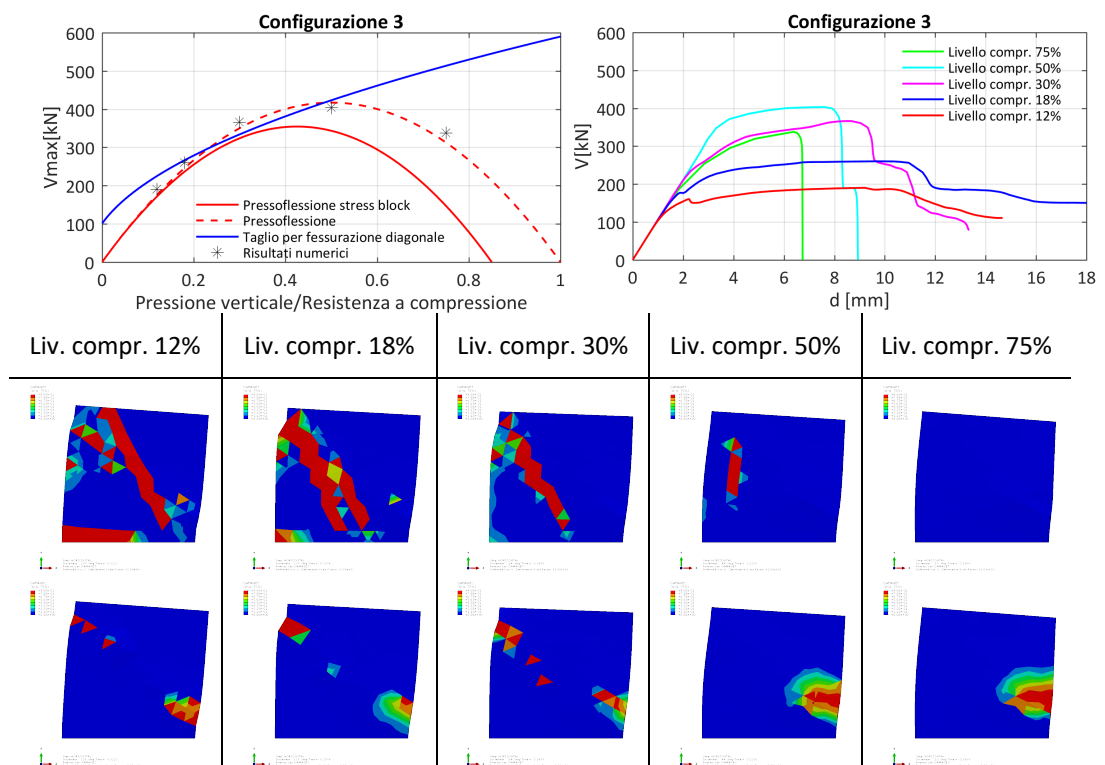 Configurazione 3
600
500
400
300
200
100
0
Vmax[kN]
Pressoflessione stress block
Pressoflessione
Taglio per fessurazione diagonale
Risultati numerici
0 0.2 0.4 0.6 0.8 1
Pressione verticale/Resistenza a compressione
Configurazione 3
600
500
400
300
200
100
0
V[kN]
Livello compr. 75%
Livello compr. 50%
Livello compr. 30%
Livello compr. 18%
Livello compr. 12%
0 2 4 6 8 10 12 14 16 18
d [mm]
Liv. compr. 12% Liv. compr. 18% Liv. compr. 30% Liv. compr. 50% Liv. compr. 75%